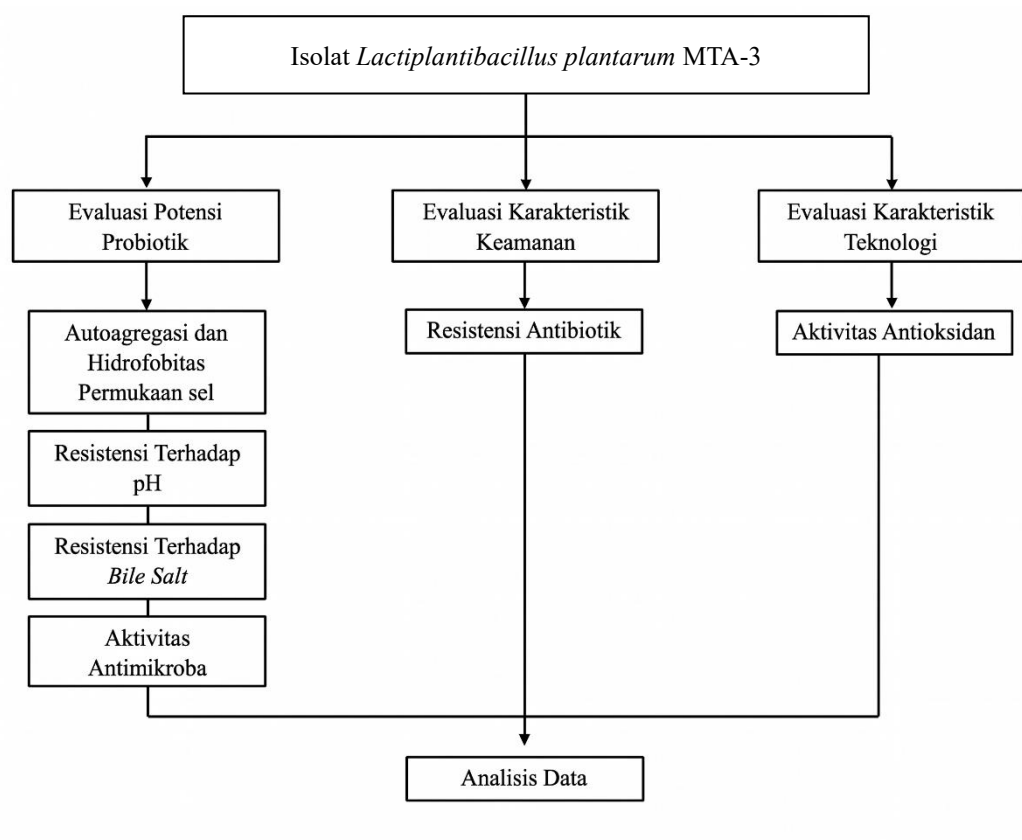 Isolat Lactiplantibacillus plantarum MTA-3
Evaluasi Potensi
Probiotik
Evaluasi Karakteristik
Keamanan
Evaluasi Karakteristik
Teknologi
Autoagregasi dan
Hidrofobitas
Permukaan sel
Resistensi Antibiotik
Aktivitas Antioksidan
Resistensi Terhadap
pH
Resistensi Terhadap
Bile Salt
Aktivitas
Antimikroba
Analisis Data